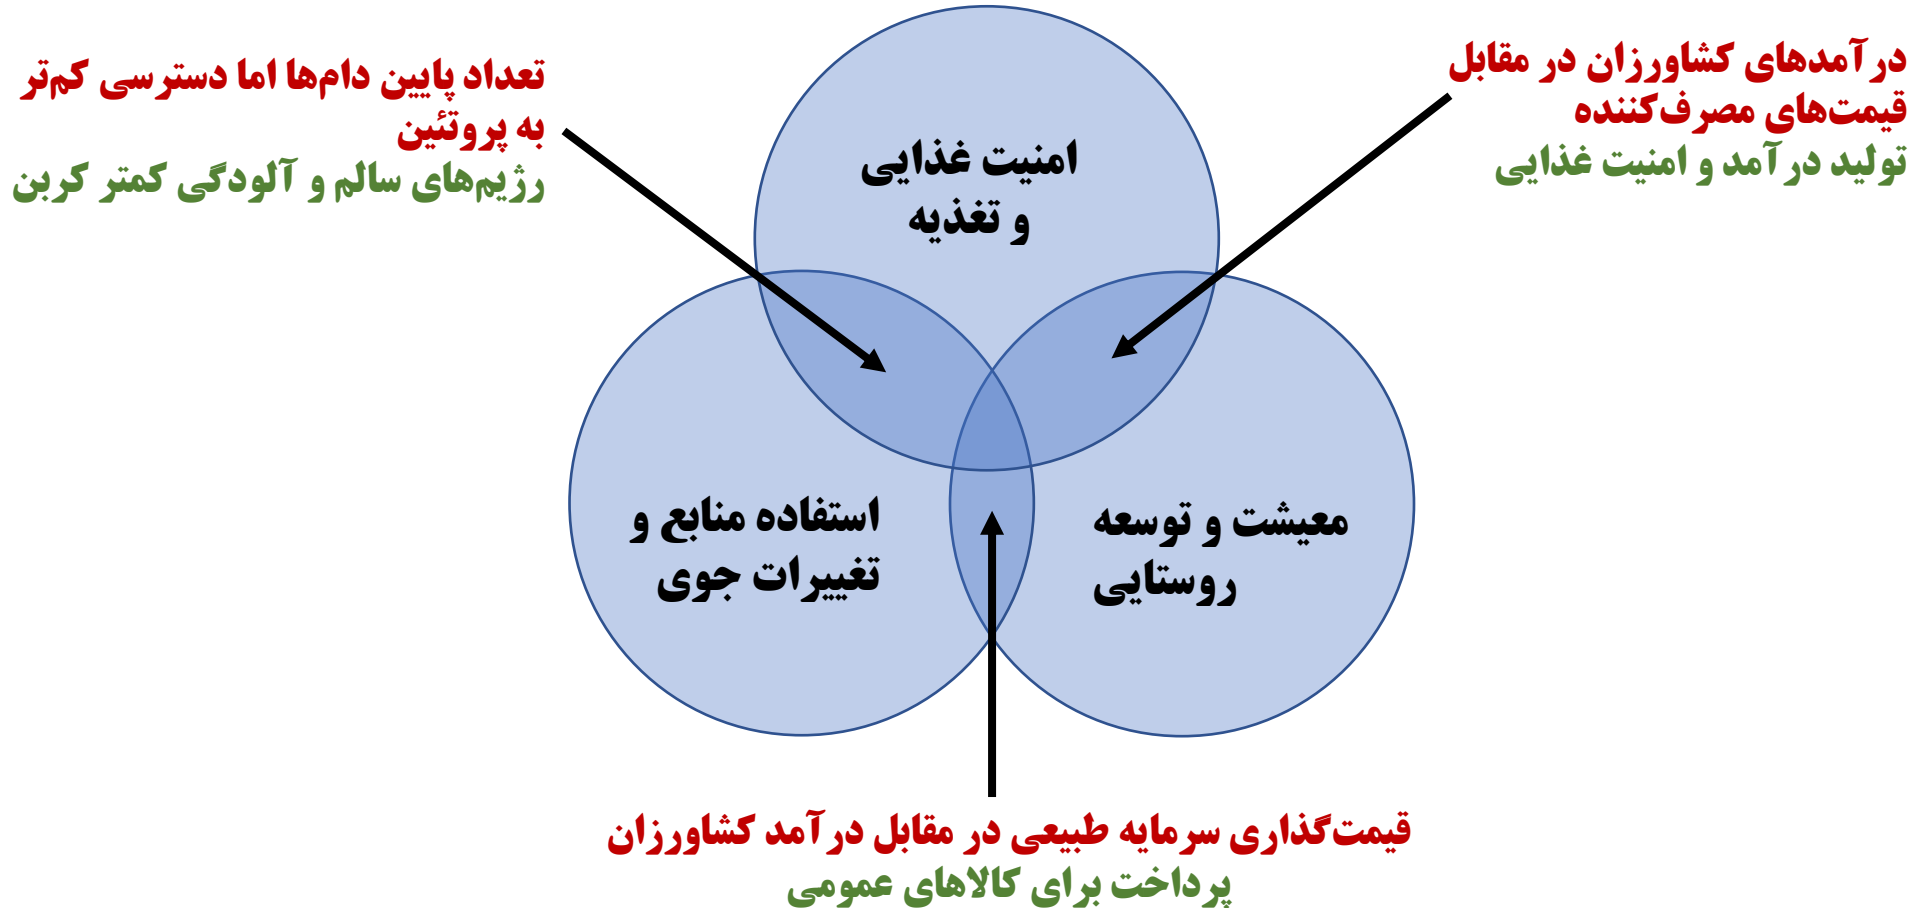 درآمدهای کشاورزان در مقابل
قیمت‌های مصرف‌کننده
تولید درآمد و امنیت غذایی
تعداد پایین دام‌ها اما دسترسی کم‌تر
به پروتئین
رژیم‌های سالم و آلودگی کمتر کربن
امنیت غذایی
و تغذیه
معیشت و توسعه
روستایی
استفاده منابع و
تغییرات جوی
قیمت‌گذاری سرمایه طبیعی در مقابل درآمد کشاورزان
پرداخت برای کالاهای عمومی